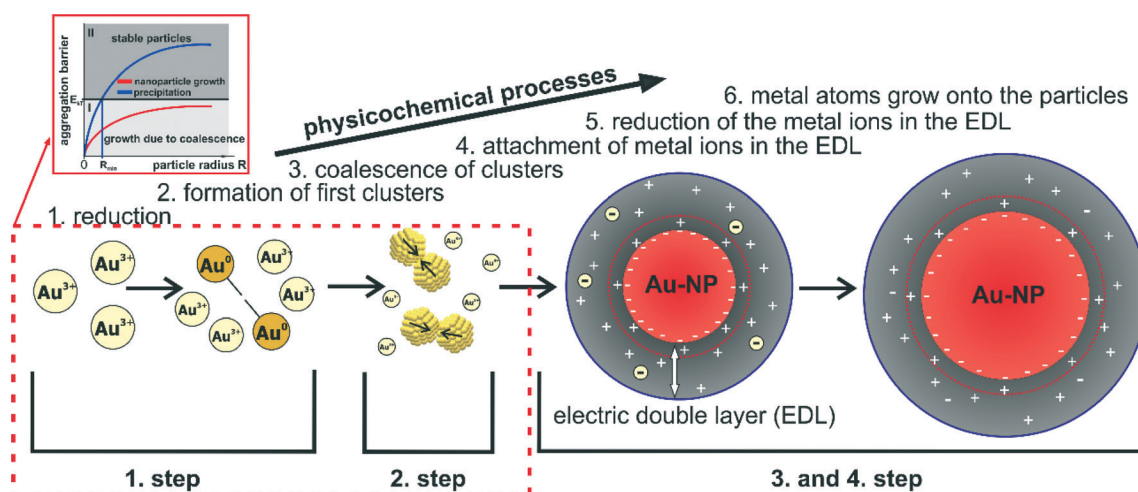 II
stable particles
aggregation barrier
nanoparticle growth
precipitation
E_kT
I
growth due to coalescence
0
R_min
particle radius R
physicochemical processes
6. metal atoms grow onto the particles
5. reduction of the metal ions in the EDL
4. attachment of metal ions in the EDL
3. coalescence of clusters
2. formation of first clusters
1. reduction
Au³⁺
Au³⁺
Au³⁺
Au⁰
Au³⁺
Au³⁺
Au³⁺
Au³⁺
Au⁰
Au-NP
Au-NP
electric double layer (EDL)
1. step
2. step
3. and 4. step